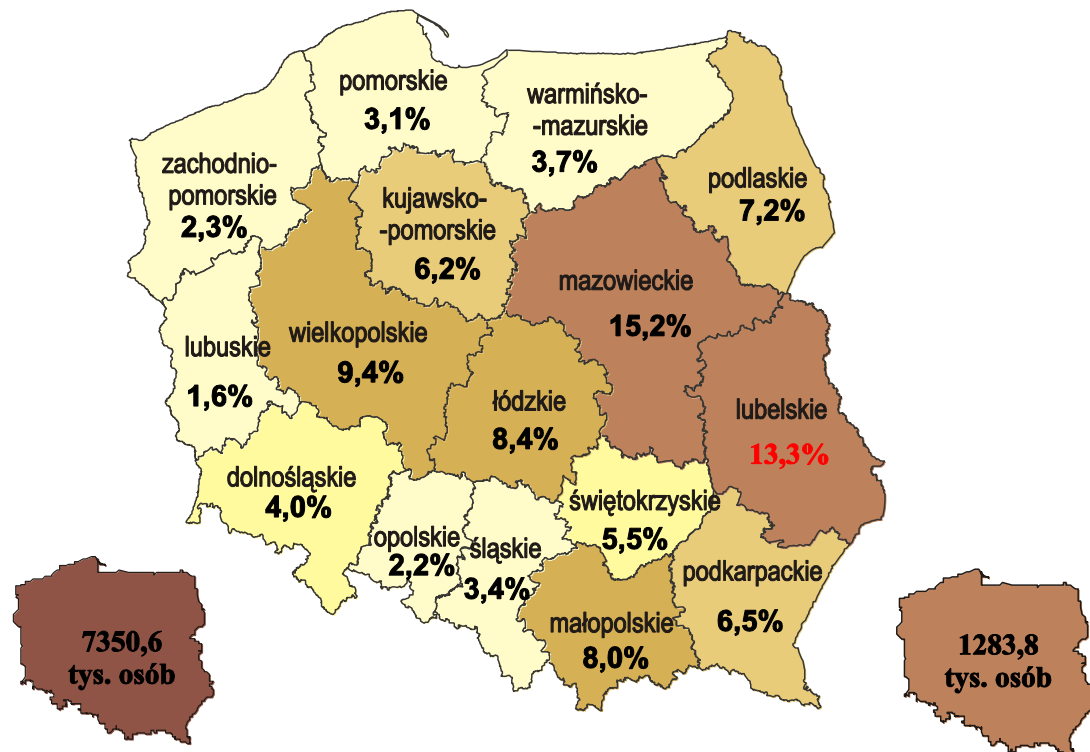 pomorskie
3,1%
warmińsko-
-mazurskie
3,7%
zachodnio-
pomorskie
2,3%
kujawsko-
-pomorskie
6,2%
podlaskie
7,2%
mazowieckie
15,2%
wielkopolskie
9,4%
lubuskie
1,6%
łódzkie
8,4%
lubelskie
13,3%
dolnośląskie
4,0%
świętokrzyskie
5,5%
opolskie
2,2%
śląskie
3,4%
podkarpackie
6,5%
małopolskie
8,0%
7350,6
tys. osób
1283,8
tys. osób